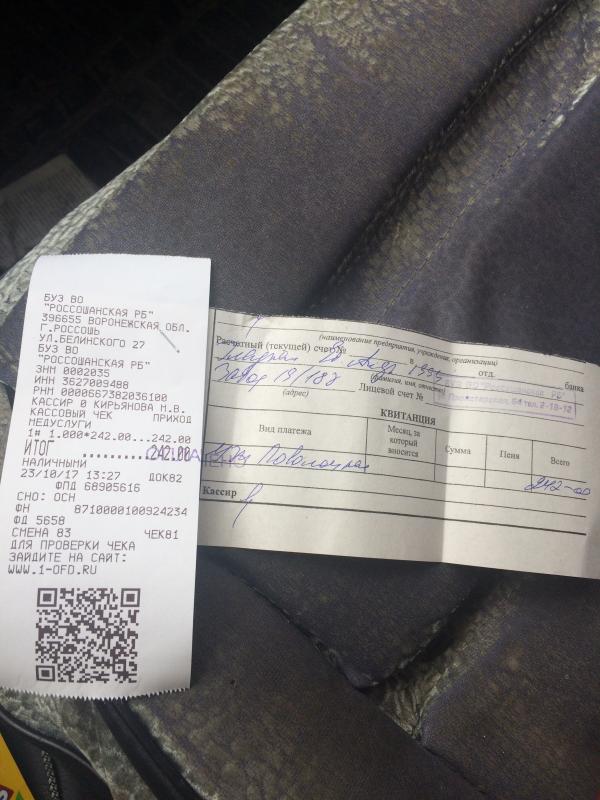 БУЗ ВО
"РОССОШАНСКАЯ РБ"
396655 ВОРОНЕЖСКАЯ ОБЛ.
Г.РОССОШЬ
УЛ.БЕЛИНСКОГО 27
БУЗ ВО
"РОССОШАНСКАЯ РБ"
ЗНМ 0002035
ИНН 3627009488
РНМ 0000667382036100
КАССИР 0 КИРЬЯНОВА Н.В.
КАССОВЫЙ ЧЕК ПРИХОД
МЕДУСЛУГИ
1# 1.000*242.00...242.00
ИТОГ ............242.00
НАЛИЧНЫМИ
23/10/17 13:27 ДОК82
ФПД 68905616
СНО: ОСН
ФН 8710000100924234
ФД 5658
СМЕНА 83 ЧЕК81
ДЛЯ ПРОВЕРКИ ЧЕКА
ЗАЙДИТЕ НА САЙТ:
WWW.1-OFD.RU
(наименование предприятия, учреждения, организации)
Расчетный (текущий) счет № в отд. банка
Лицевой счет №
(адрес)
КВИТАНЦИЯ
Вид платежа
Месяц, за который вносится
Сумма
Пеня
Всего
242-00
Кассир